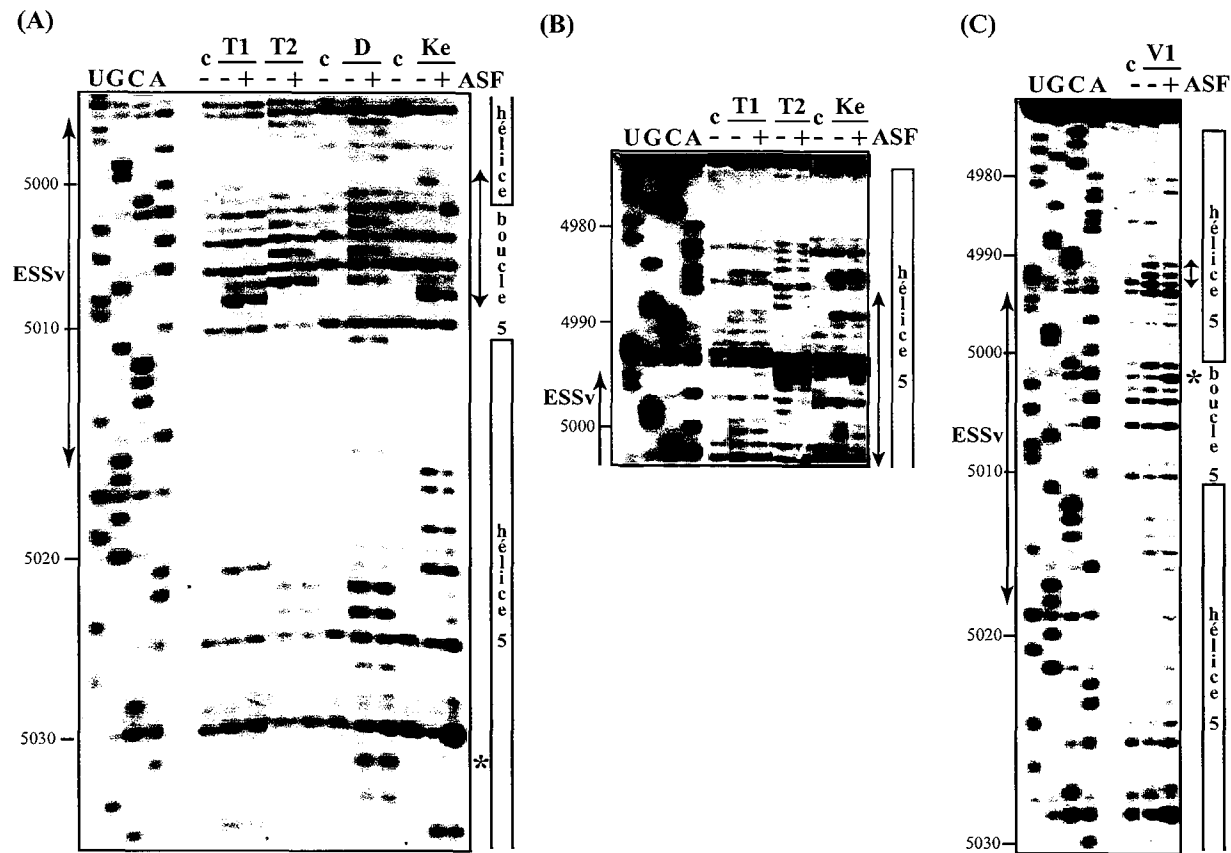 (A)
c T1 T2 c D c Ke
UGCA - - + - + - - + - - + ASF
5000
ESSv
5010
5020
5030
hélice
boucle 5
hélice 5
*
(B)
c T1 T2 c Ke
UGCA - - + - + - - + ASF
4980
4990
ESSv
5000
hélice 5
(C)
c V1
UGCA - - + ASF
4980
4990
5000
ESSv
5010
5020
5030
hélice 5
*
boucle 5
hélice 5